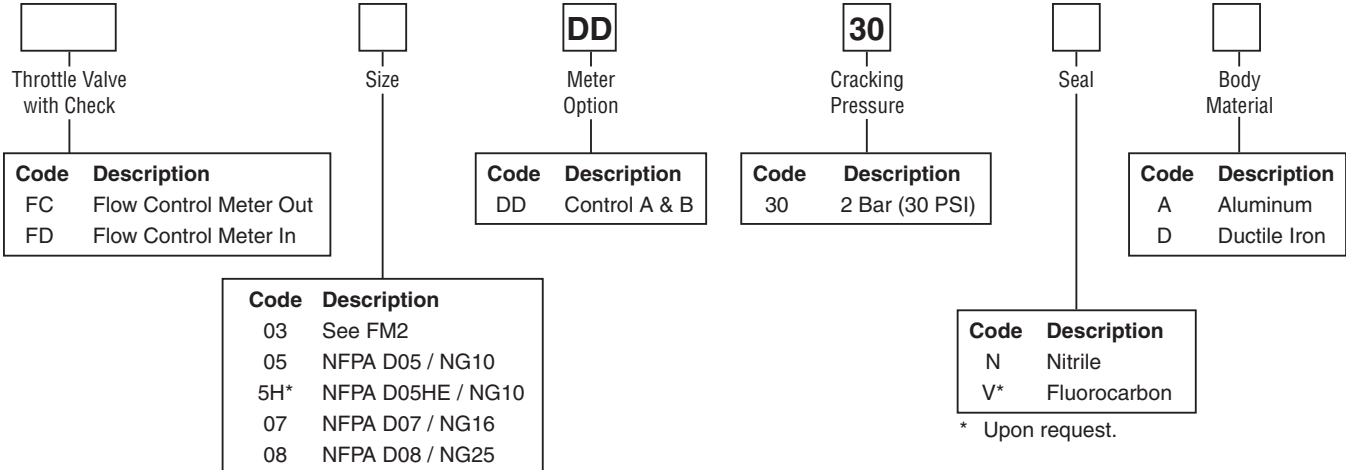 DD
30
Throttle Valve
with Check
Size
Meter
Option
Cracking
Pressure
Seal
Body
Material
Code Description
FC Flow Control Meter Out
FD Flow Control Meter In
Code Description
DD Control A & B
Code Description
30 2 Bar (30 PSI)
Code Description
A Aluminum
D Ductile Iron
Code Description
03 See FM2
05 NFPA D05 / NG10
5H* NFPA D05HE / NG10
07 NFPA D07 / NG16
08 NFPA D08 / NG25
Code Description
N Nitrile
V* Fluorocarbon
* Upon request.